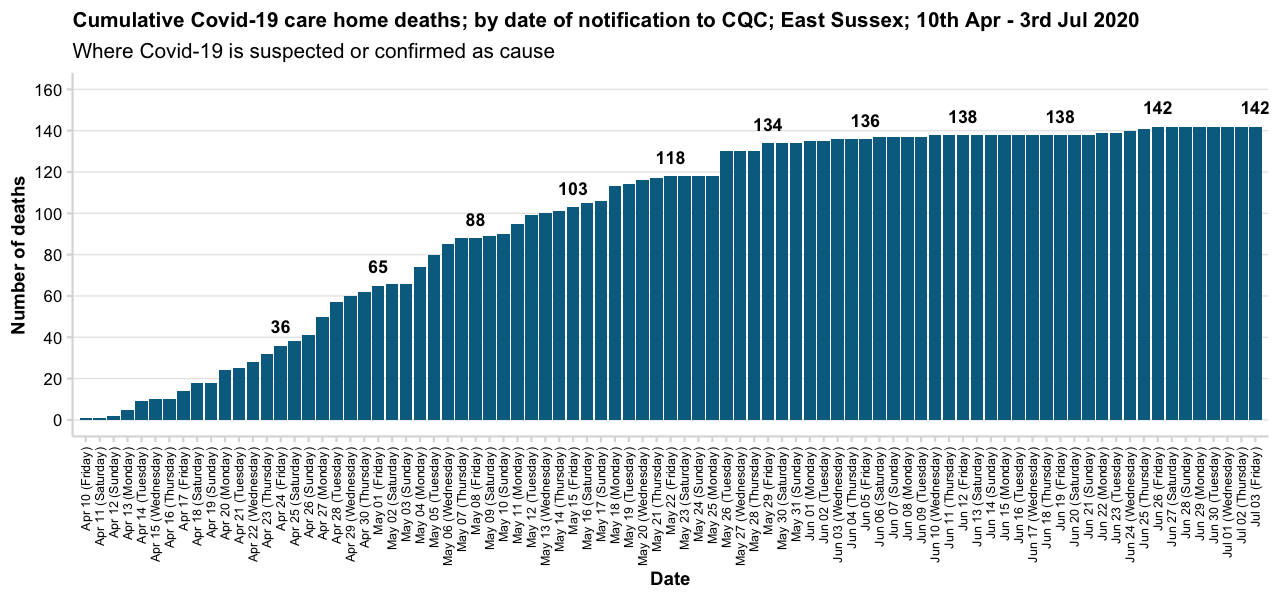 Cumulative Covid-19 care home deaths; by date of notification to CQC; East Sussex; 10th Apr - 3rd Jul 2020
Where Covid-19 is suspected or confirmed as cause
Number of deaths
160
140
120
100
80
60
40
20
0
36
65
88
103
118
134
136
138
138
142
142
Apr 10 (Friday)
Apr 11 (Saturday)
Apr 12 (Sunday)
Apr 13 (Monday)
Apr 14 (Tuesday)
Apr 15 (Wednesday)
Apr 16 (Thursday)
Apr 17 (Friday)
Apr 18 (Saturday)
Apr 19 (Sunday)
Apr 20 (Monday)
Apr 21 (Tuesday)
Apr 22 (Wednesday)
Apr 23 (Thursday)
Apr 24 (Friday)
Apr 25 (Saturday)
Apr 26 (Sunday)
Apr 27 (Monday)
Apr 28 (Tuesday)
Apr 29 (Wednesday)
Apr 30 (Thursday)
May 01 (Friday)
May 02 (Saturday)
May 03 (Sunday)
May 04 (Monday)
May 05 (Tuesday)
May 06 (Wednesday)
May 07 (Thursday)
May 08 (Friday)
May 09 (Saturday)
May 10 (Sunday)
May 11 (Monday)
May 12 (Tuesday)
May 13 (Wednesday)
May 14 (Thursday)
May 15 (Friday)
May 16 (Saturday)
May 17 (Sunday)
May 18 (Monday)
May 19 (Tuesday)
May 20 (Wednesday)
May 21 (Thursday)
May 22 (Friday)
May 23 (Saturday)
May 24 (Sunday)
May 25 (Monday)
May 26 (Tuesday)
May 27 (Wednesday)
May 28 (Thursday)
May 29 (Friday)
May 30 (Saturday)
May 31 (Sunday)
Jun 01 (Monday)
Jun 02 (Tuesday)
Jun 03 (Wednesday)
Jun 04 (Thursday)
Jun 05 (Friday)
Jun 06 (Saturday)
Jun 07 (Sunday)
Jun 08 (Monday)
Jun 09 (Tuesday)
Jun 10 (Wednesday)
Jun 11 (Thursday)
Jun 12 (Friday)
Jun 13 (Saturday)
Jun 14 (Sunday)
Jun 15 (Monday)
Jun 16 (Tuesday)
Jun 17 (Wednesday)
Jun 18 (Thursday)
Jun 19 (Friday)
Jun 20 (Saturday)
Jun 21 (Sunday)
Jun 22 (Monday)
Jun 23 (Tuesday)
Jun 24 (Wednesday)
Jun 25 (Thursday)
Jun 26 (Friday)
Jun 27 (Saturday)
Jun 28 (Sunday)
Jun 29 (Monday)
Jun 30 (Tuesday)
Jul 01 (Wednesday)
Jul 02 (Thursday)
Jul 03 (Friday)
Date